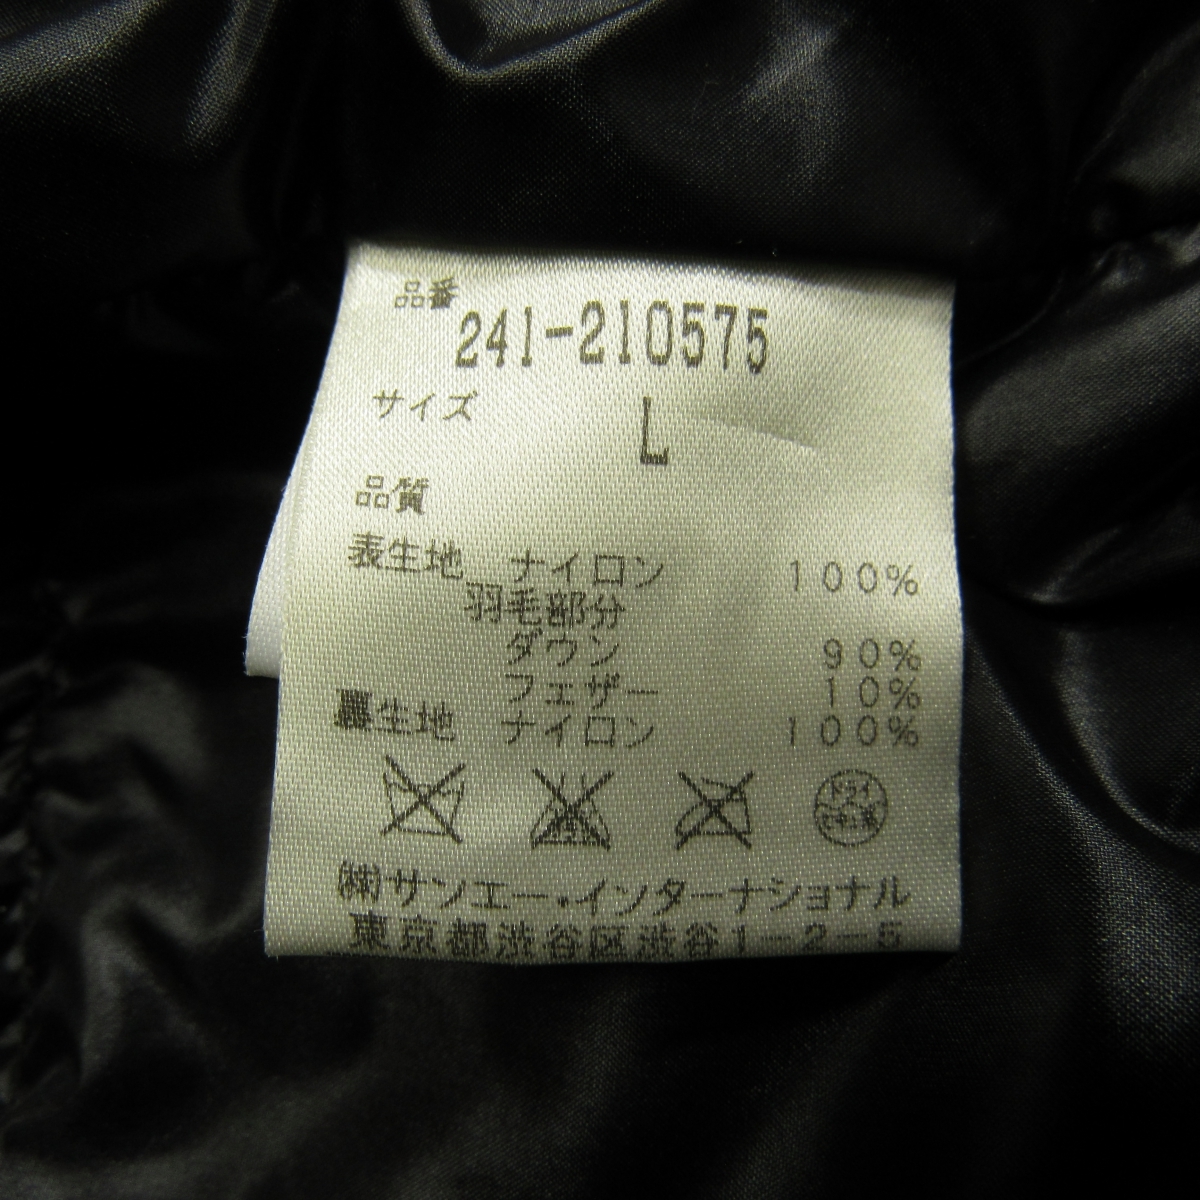 品番
241-210575
サイズ L
品質
表生地 ナイロン 100%
羽毛部分
ダウン 90%
フェザー 10%
裏生地 ナイロン 100%
ドライ
㈱サンエー・インターナショナル
東京都渋谷区渋谷1-2-5